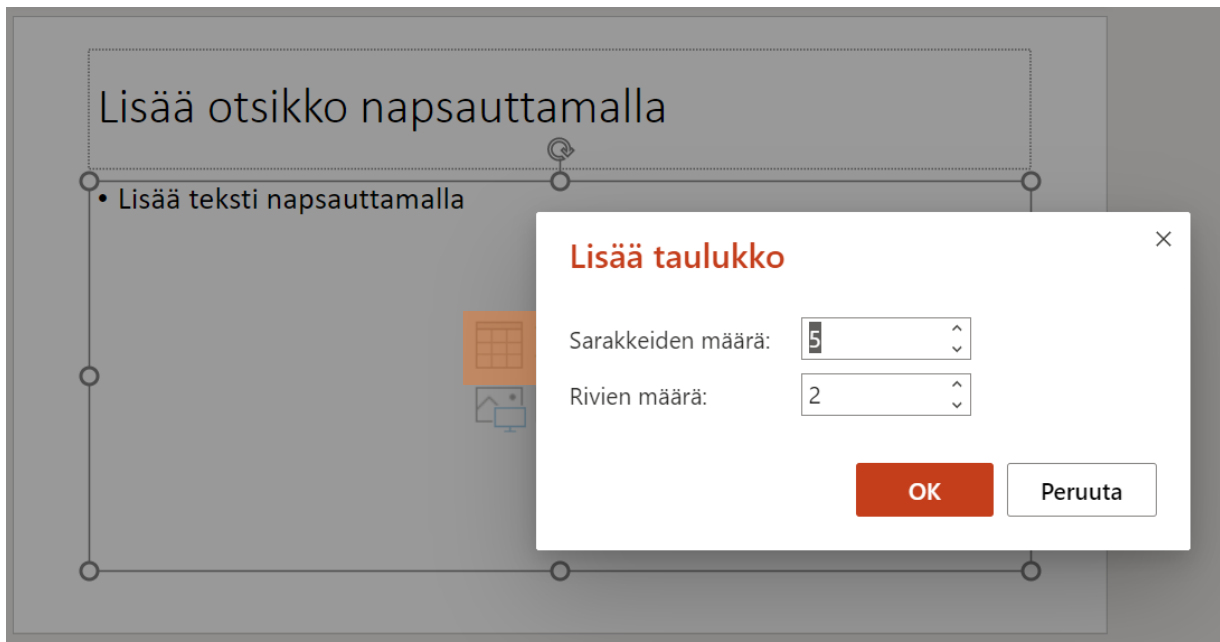 Lisää otsikko napsauttamalla
• Lisää teksti napsauttamalla
Lisää taulukko
Sarakkeiden määrä: 5
Rivien määrä: 2
OK Peruuta